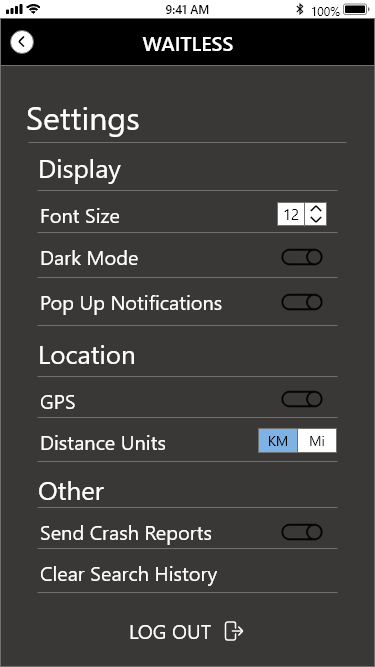 9:41 AM 100%
WAITLESS
Settings
Display
Font Size 12
Dark Mode
Pop Up Notifications
Location
GPS
Distance Units KM Mi
Other
Send Crash Reports
Clear Search History
LOG OUT